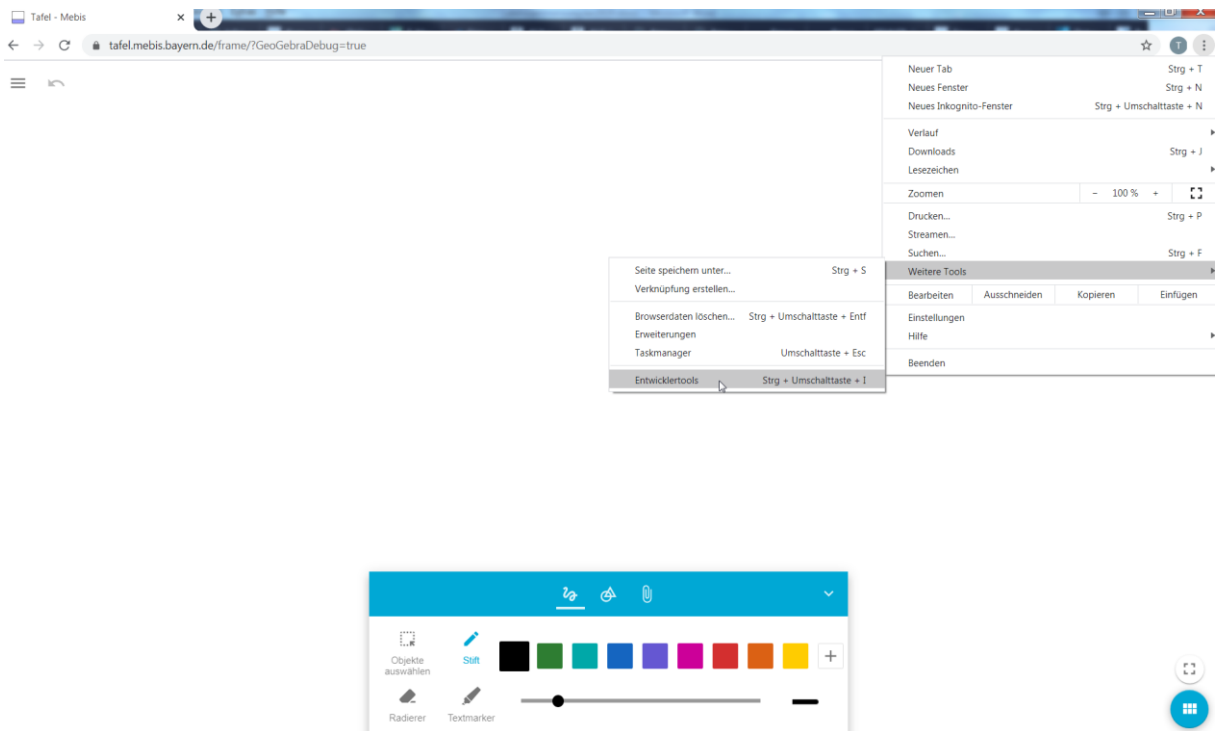 Tafel - Mebis
tafel.mebis.bayern.de/frame/?GeoGebraDebug=true
T
Neuer Tab Strg + T
Neues Fenster Strg + N
Neues Inkognito-Fenster Strg + Umschalttaste + N
Verlauf
Downloads Strg + J
Lesezeichen
Zoomen - 100 % +
Drucken... Strg + P
Streamen...
Suchen... Strg + F
Weitere Tools
Bearbeiten Ausschneiden Kopieren Einfügen
Einstellungen
Hilfe
Beenden
Seite speichern unter... Strg + S
Verknüpfung erstellen...
Browserdaten löschen... Strg + Umschalttaste + Entf
Erweiterungen
Taskmanager Umschalttaste + Esc
Entwicklertools Strg + Umschalttaste + I
Objekte
auswählen
Stift
Radierer
Textmarker